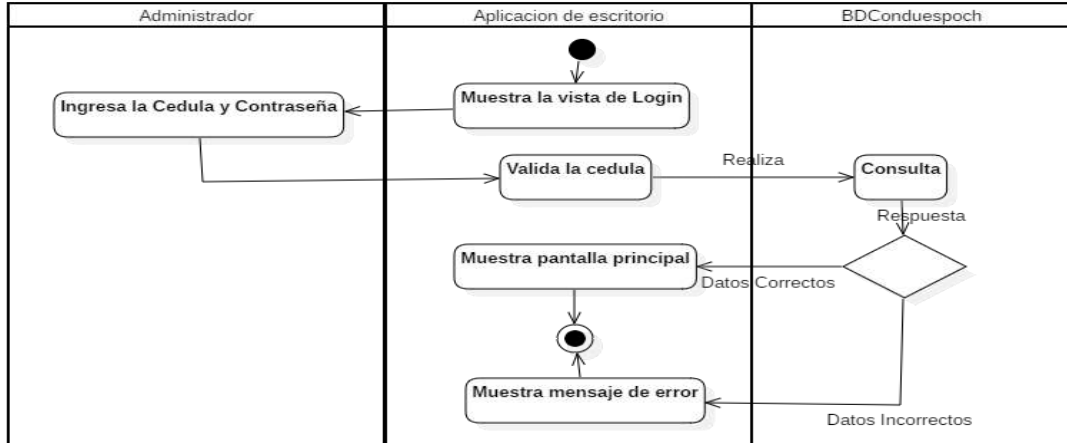 Administrador
Aplicacion de escritorio
BDConduespoch
Muestra la vista de Login
Ingresa la Cedula y Contraseña
Valida la cedula
Realiza
Consulta
Respuesta
Muestra pantalla principal
Datos Correctos
Muestra mensaje de error
Datos Incorrectos